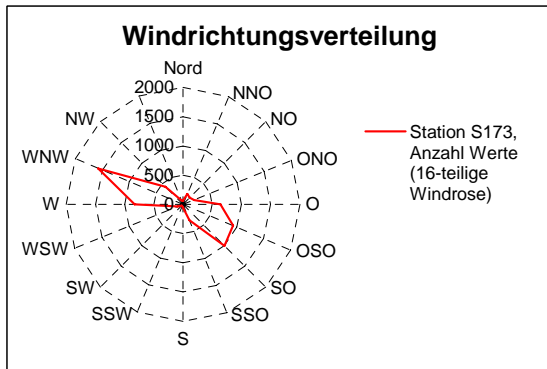 Windrichtungsverteilung
Nord
2000
1500
1000
500
0
NNO
NO
ONO
O
OSO
SO
SSO
S
SSW
SW
WSW
W
WNW
NW
Station S173,
Anzahl Werte
(16-teilige
Windrose)